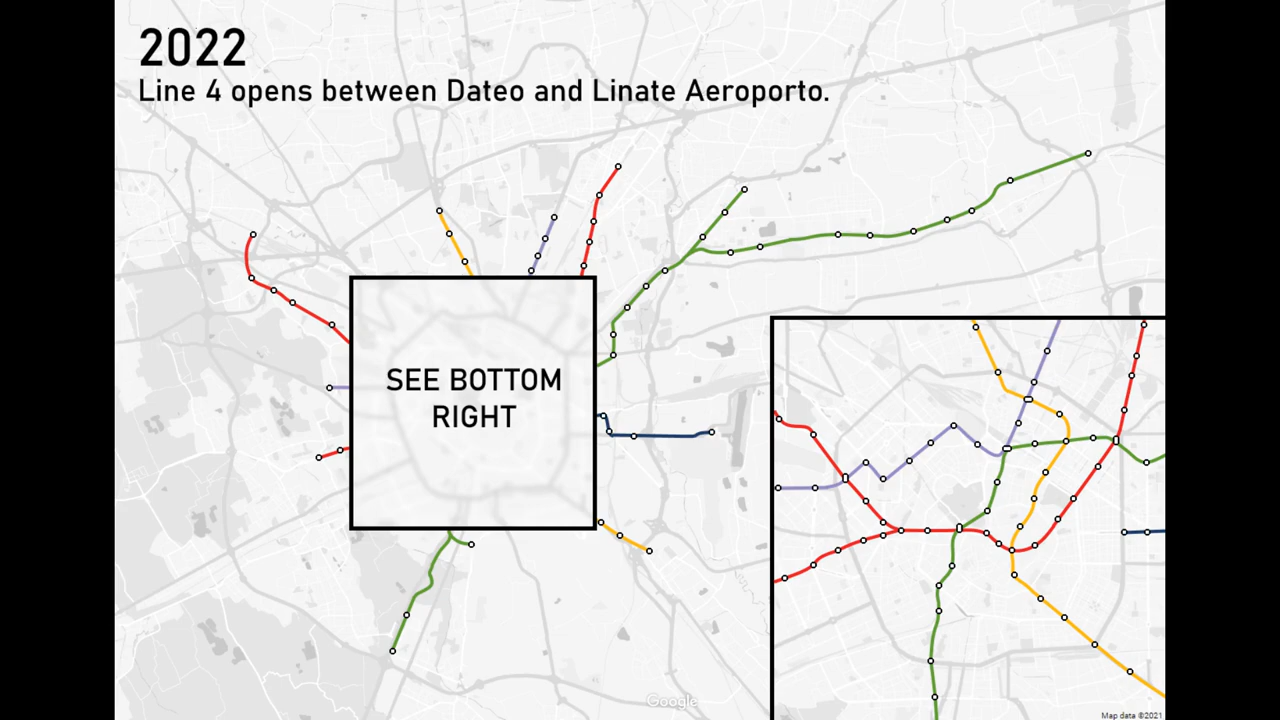 2022
Line 4 opens between Dateo and Linate Aeroporto.
SEE BOTTOM
RIGHT
Google
Map data ©2021